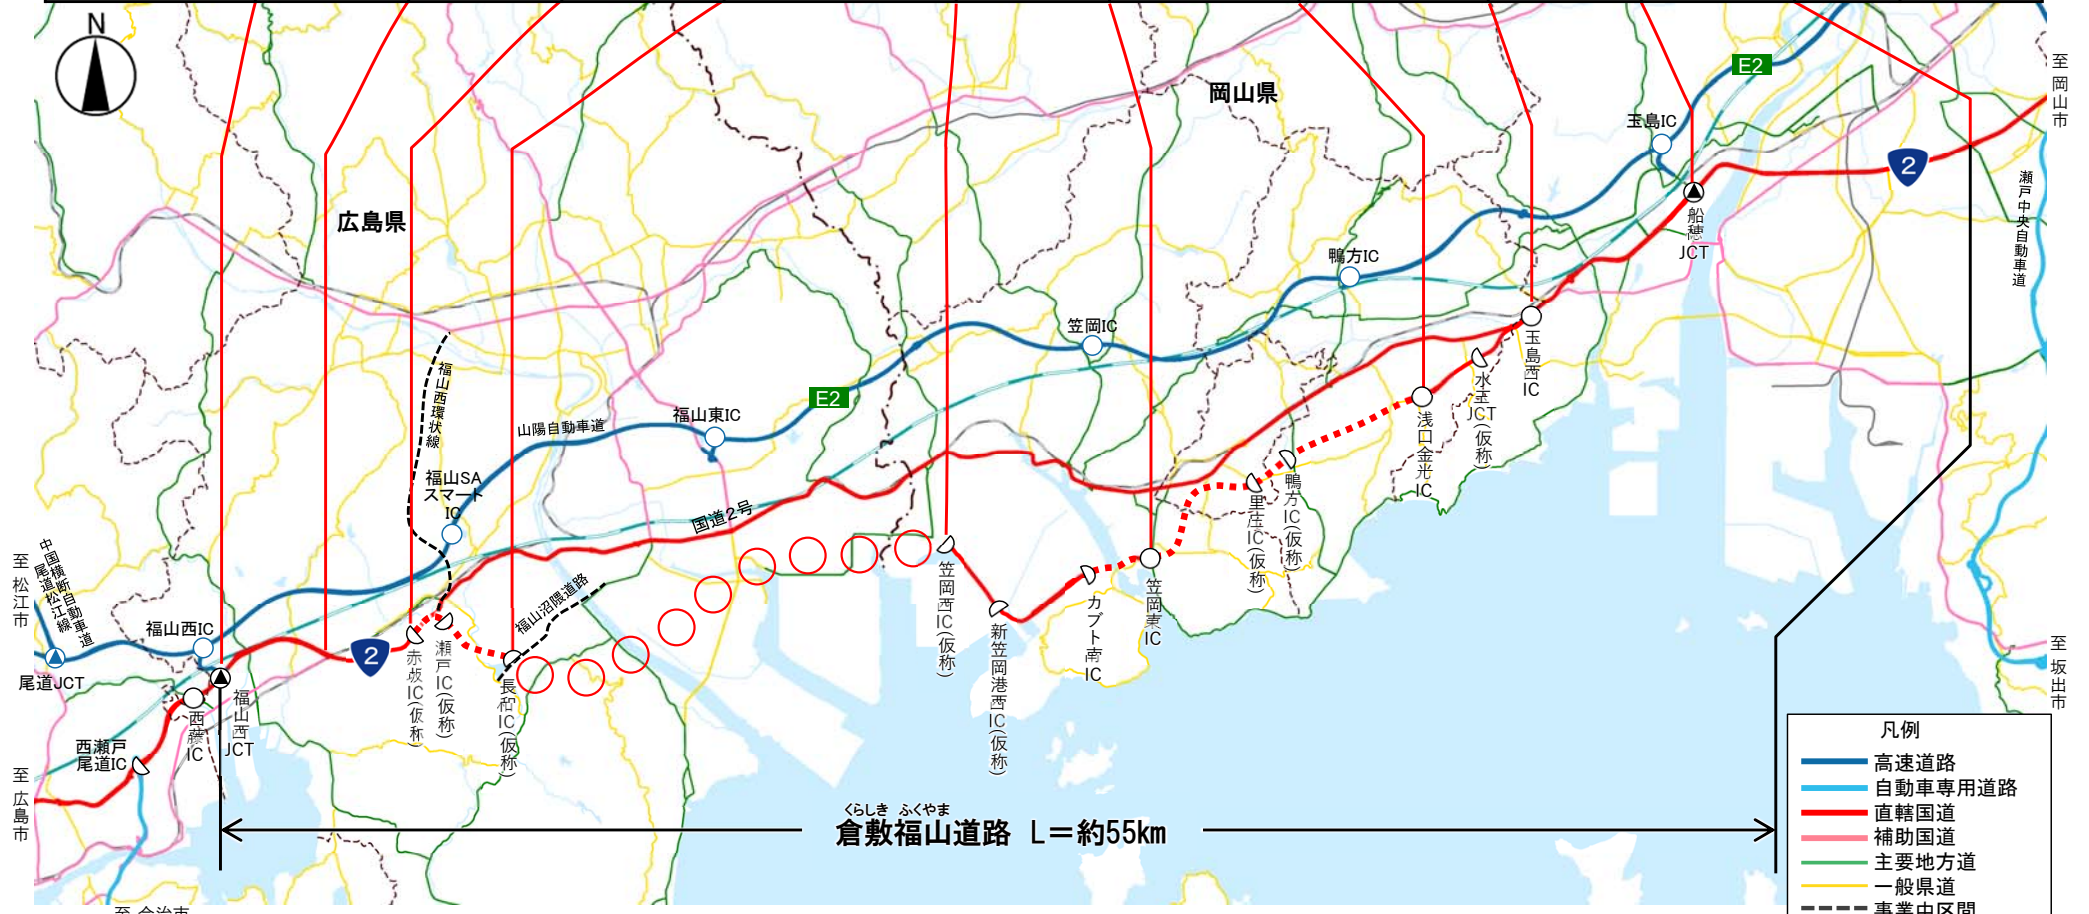 N
岡山県
広島県
E2
玉島IC
至 岡山市
2
瀬戸中央自動車道
船穂JCT
鴨方IC
笠岡IC
玉島西IC
水玉JCT(仮称)
浅口金光IC
鴨方IC(仮称)
里庄IC(仮称)
笠岡東IC
カブト南IC
新笠岡港西IC(仮称)
笠岡西IC(仮称)
E2
福山東IC
山陽自動車道
福山西環状線
福山SA
スマート
IC
国道2号
福山沼隈道路
長和IC(仮称)
瀬戸IC(仮称)
赤坂IC(仮称)
2
福山西IC
福山西JCT
西藤IC
西瀬戸
尾道IC
尾道JCT
中国横断自動車道
尾道松江線
至 松江市
至 広島市
至 今治市
至 坂出市
くらしき ふくやま
倉敷福山道路 L=約55km
凡例
高速道路
自動車専用道路
直轄国道
補助国道
主要地方道
一般県道
事業中区間